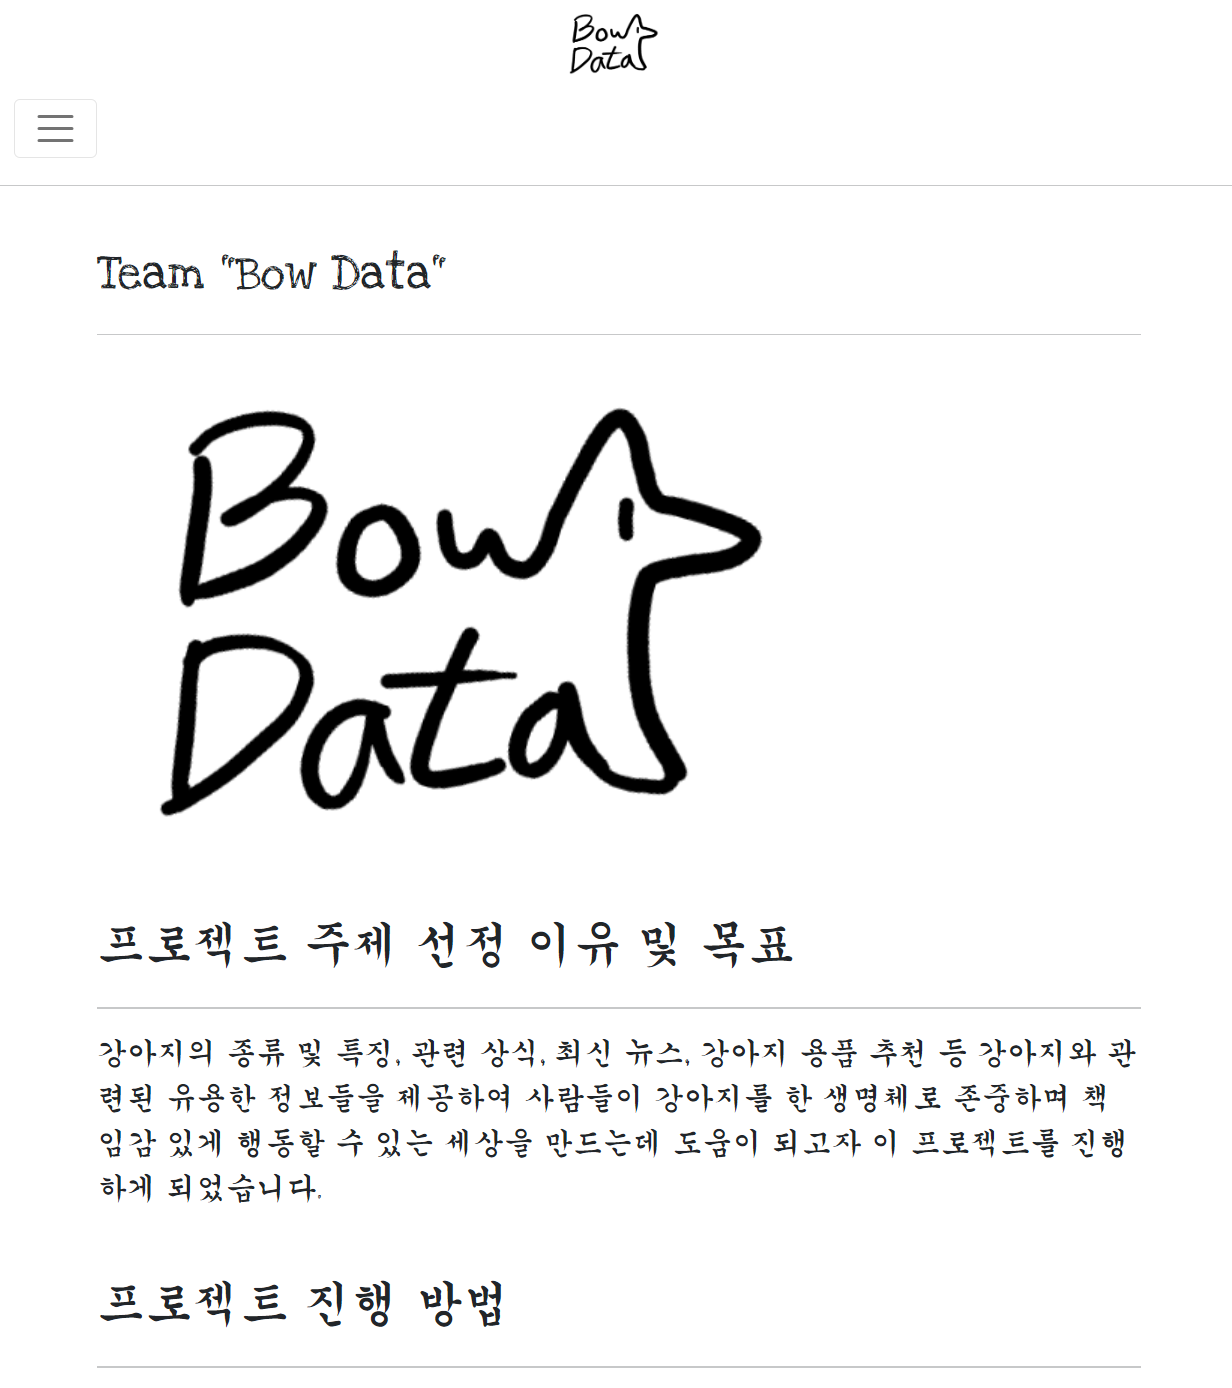 Bow
Data
Team "Bow Data"
Bow
Data
프로젝트 주제 선정 이유 및 목표
강아지의 종류 및 특징, 관련 상식, 최신 뉴스, 강아지 용품 추천 등 강아지와 관
련된 유용한 정보들을 제공하여 사람들이 강아지를 한 생명체로 존중하며 책
임감 있게 행동할 수 있는 세상을 만드는데 도움이 되고자 이 프로젝트를 진행
하게 되었습니다.
프로젝트 진행 방법